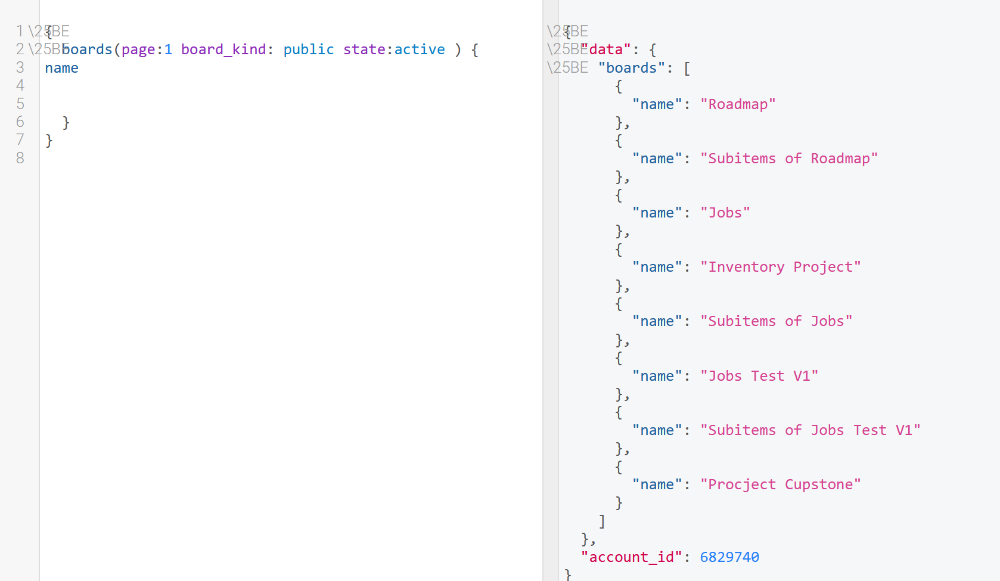 1 \25BE {
2 \25BE boards(page:1 board_kind: public state:active ) {
3 name
4
5
6 }
7 }
8
\25BE {
\25BE "data": {
\25BE "boards": [
{
"name": "Roadmap"
},
{
"name": "Subitems of Roadmap"
},
{
"name": "Jobs"
},
{
"name": "Inventory Project"
},
{
"name": "Subitems of Jobs"
},
{
"name": "Jobs Test V1"
},
{
"name": "Subitems of Jobs Test V1"
},
{
"name": "Procject Cupstone"
}
]
},
"account_id": 6829740
}